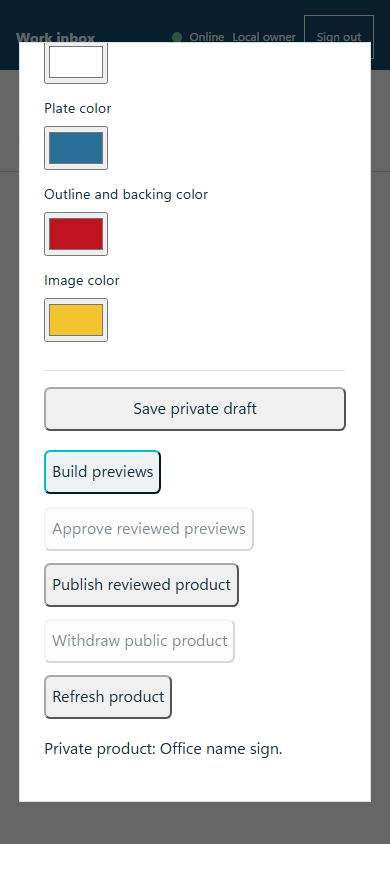 Work inbox
Online
Local owner
Sign out
Plate color
Outline and backing color
Image color
Save private draft
Build previews
Approve reviewed previews
Publish reviewed product
Withdraw public product
Refresh product
Private product: Office name sign.